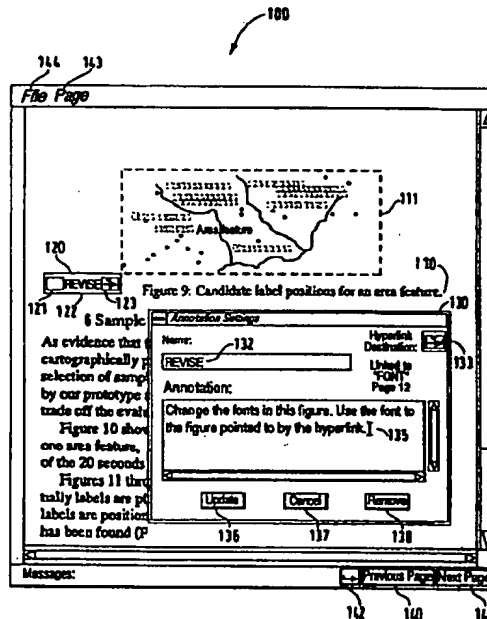 100
144 143
File Page
111
Area feature
120
121 REVISE 123
122
Figure 9: Candidate label positions for an area feature.
110
130
6 Sample
Annotation Settings
As evidence that
cartographically p
selection of samp
by our prototype
trade off the evalu
Figure 10 show
one area feature,
of the 20 seconds
Figures 11 thro
tually labels are
labels are position
has been found (P
Name:
REVISE 132
Hyperlink
Destination:
133
Linked to
"FONT"
Page 12
Annotation:
Change the fonts in this figure. Use the font to
the figure pointed to by the hyperlink. 135
Update Cancel Remove
136 137 138
Messages:
Previous Page Next Page
142 140